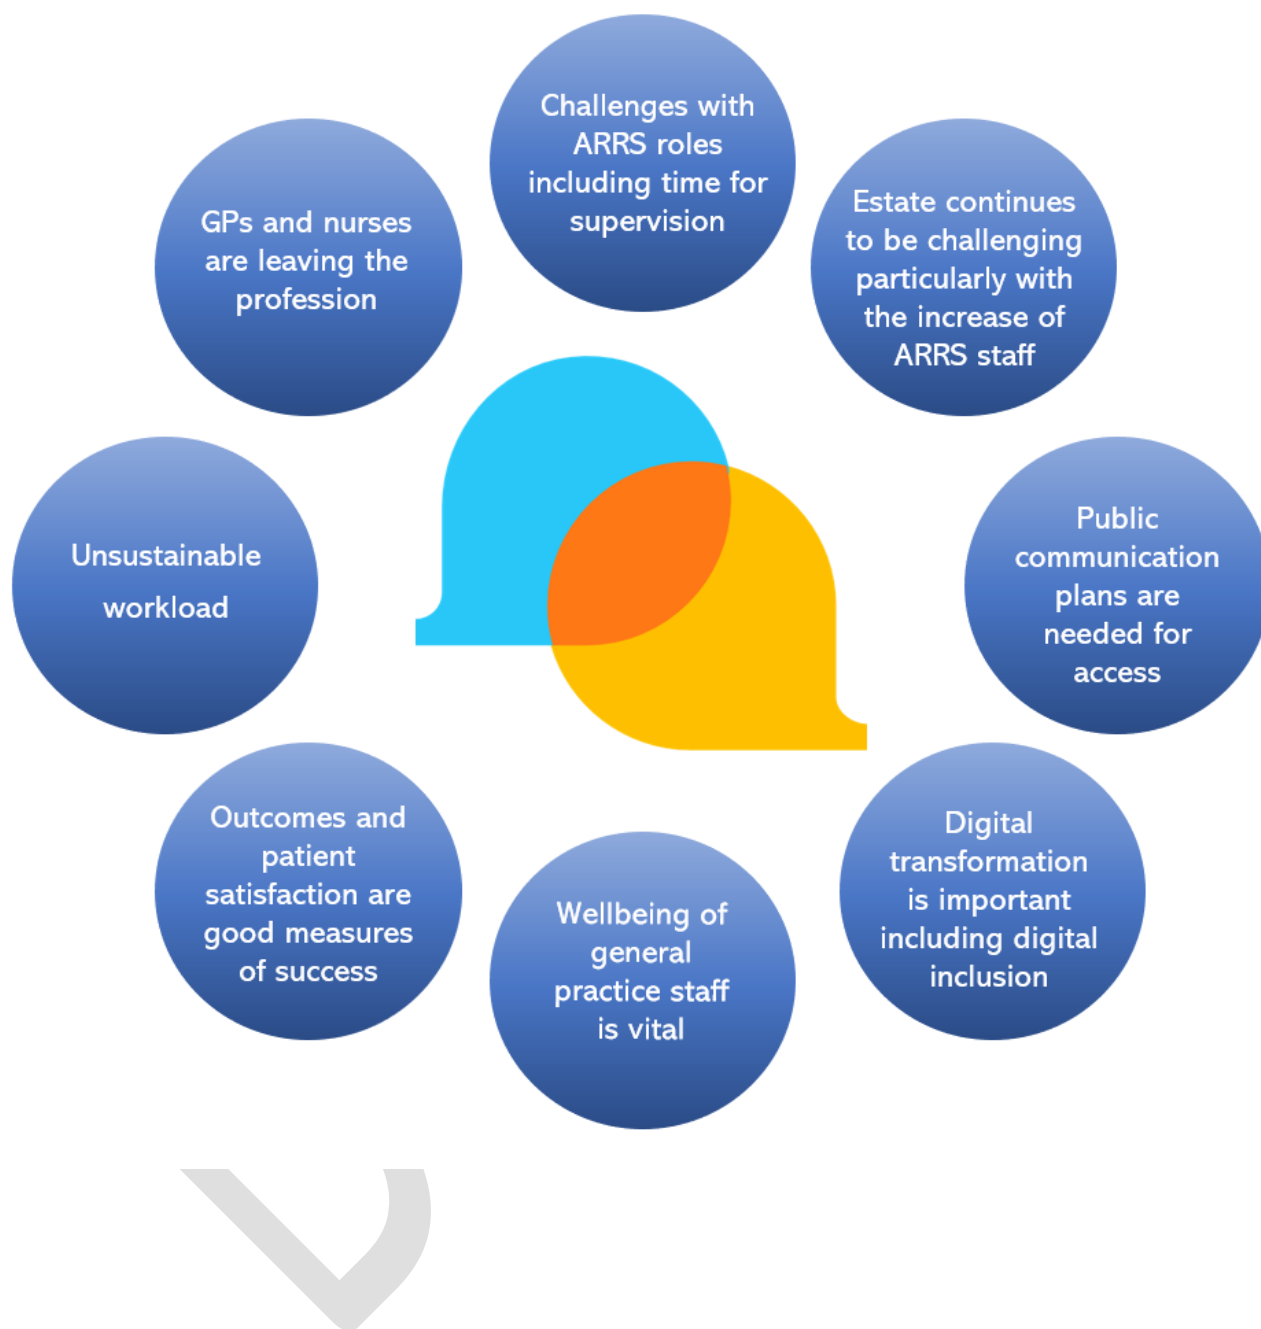 Challenges with
ARRS roles
including time for
supervision
Estate continues
to be challenging
particularly with
the increase of
ARRS staff
Public
communication
plans are
needed for
access
Digital
transformation
is important
including digital
inclusion
Wellbeing of
general
practice staff
is vital
Outcomes and
patient
satisfaction are
good measures
of success
Unsustainable
workload
GPs and nurses
are leaving the
profession